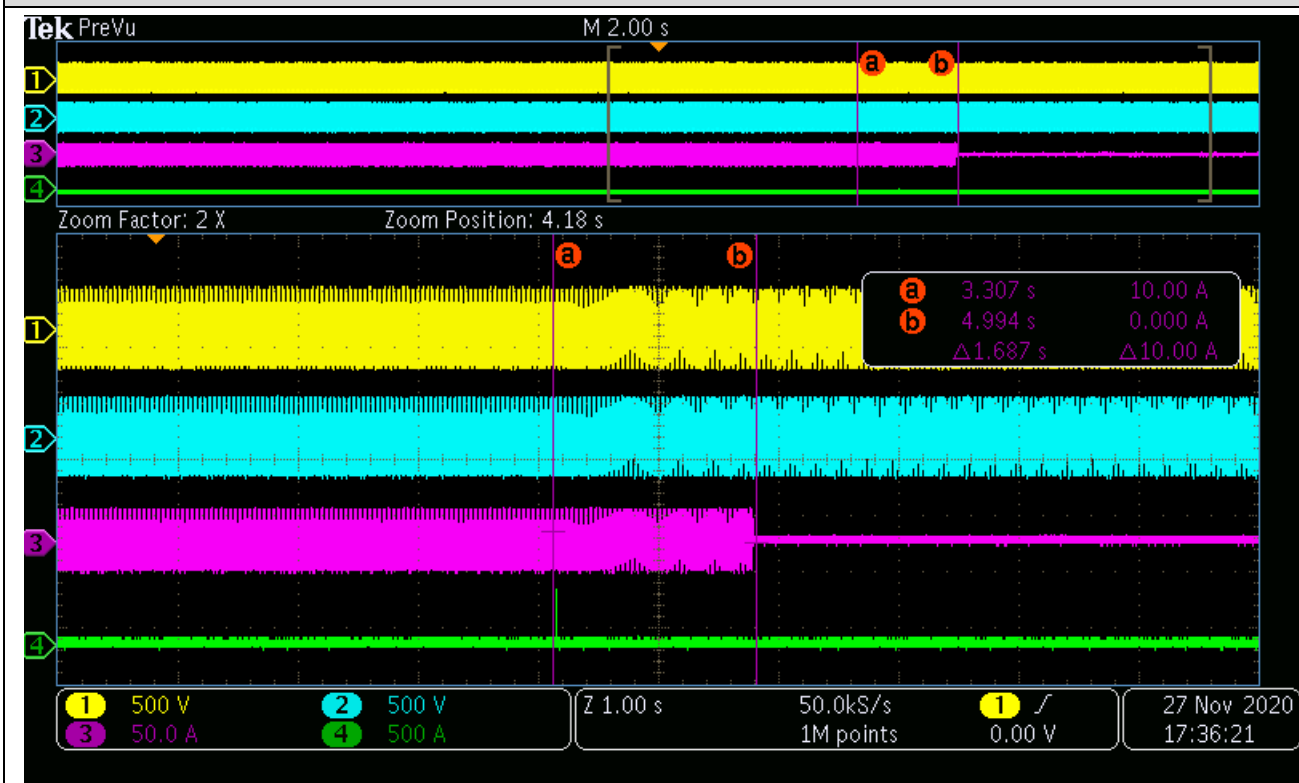 Tek PreVu M 2.00 s
a b
1
2
3
4
Zoom Factor: 2 X Zoom Position: 4.18 s
a b
a 3.307 s 10.00 A
b 4.994 s 0.000 A
△1.687 s △10.00 A
1
2
3
4
1 500 V 2 500 V Z 1.00 s 50.0kS/s 1 27 Nov 2020
3 50.0 A 4 500 A 1M points 0.00 V 17:36:21